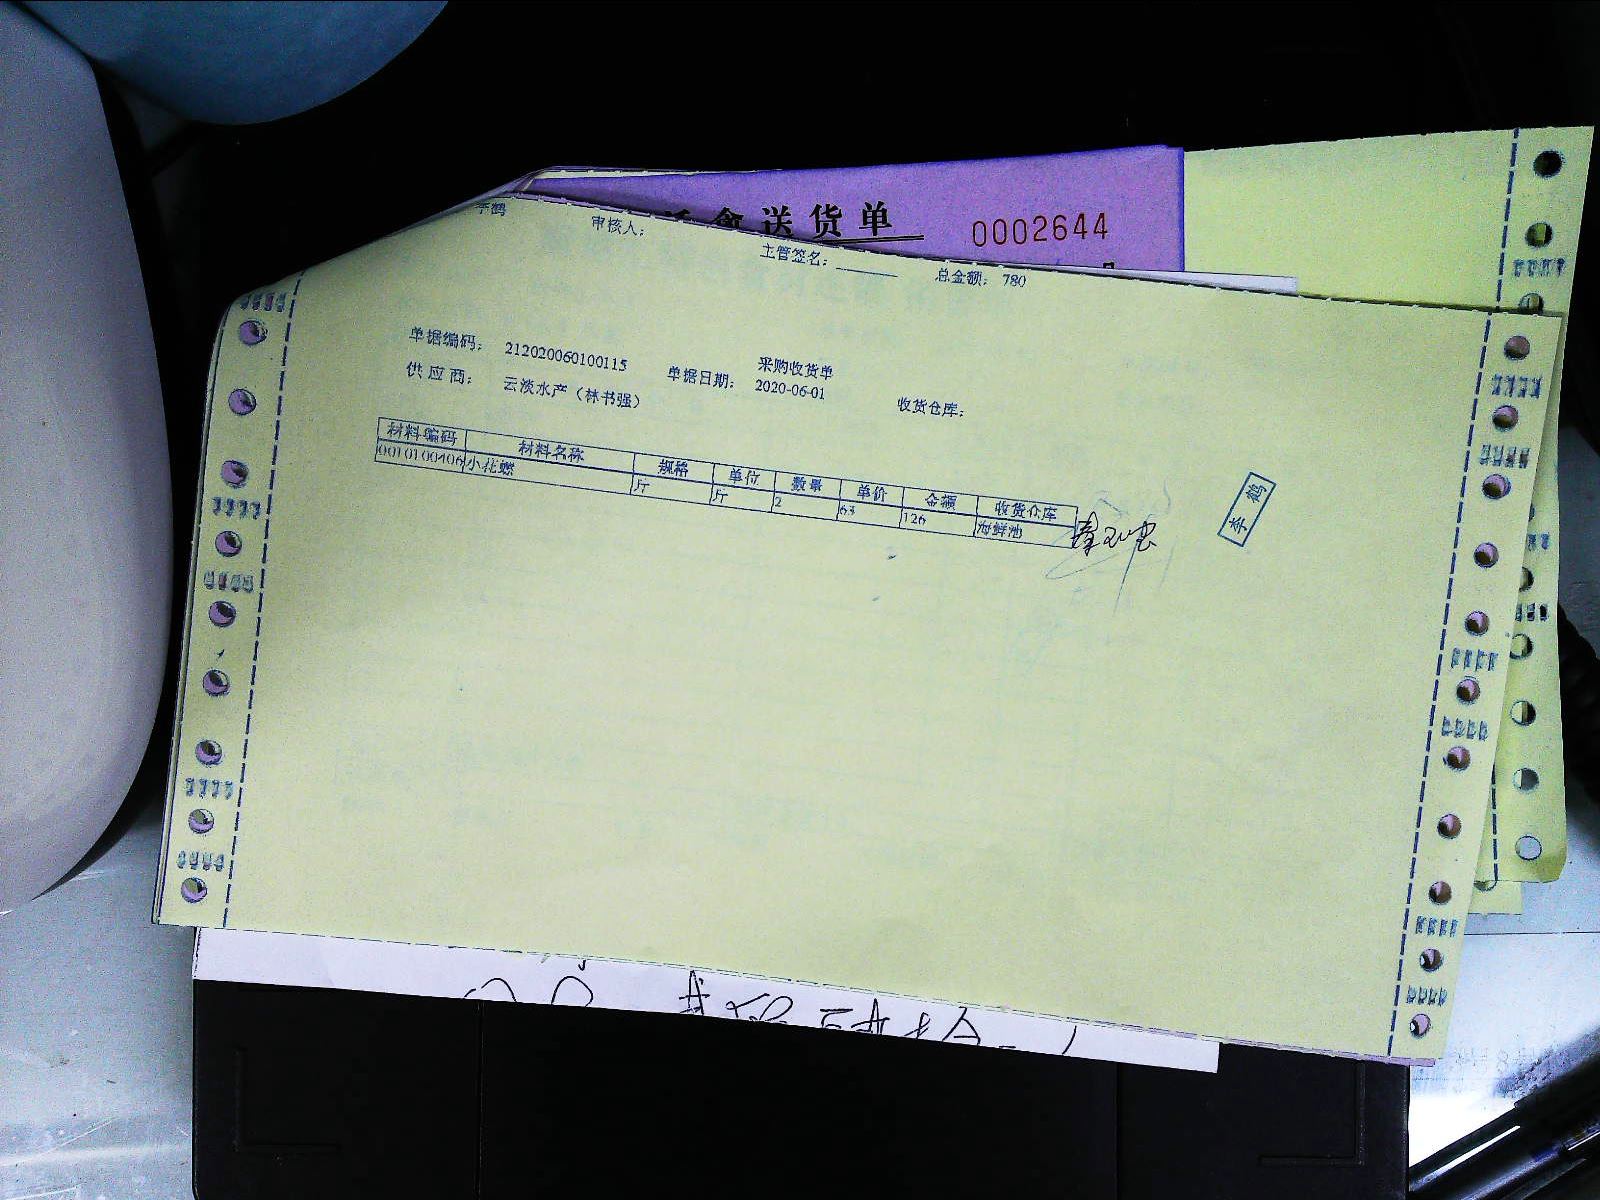 禽送货单 0002644
李鹤 审核人: 主管签名: 总金额: 780
采购收货单
单据编码: 212020060100115 单据日期: 2020-06-01
供应商: 云淡水产（林书强） 收货仓库:
材料编码 材料名称 规格 单位 数量 单价 金额 收货仓库
0010100406 小花螺 斤 斤 2 63 126 海鲜池
李鹤